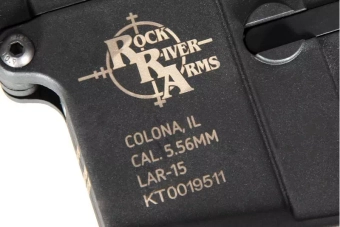 ROCK
RIVER
ARMS
COLONA, IL
CAL. 5.56MM
LAR-15
KT0019511